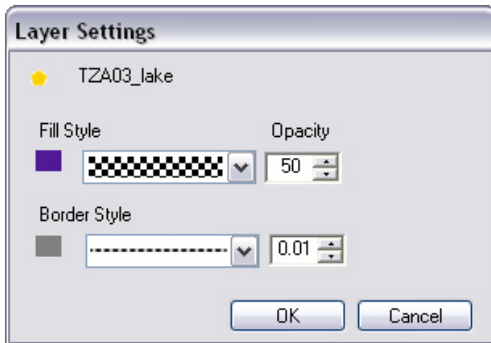 Layer Settings
TZA03_lake
Fill Style Opacity
50
Border Style
0.01
OK Cancel